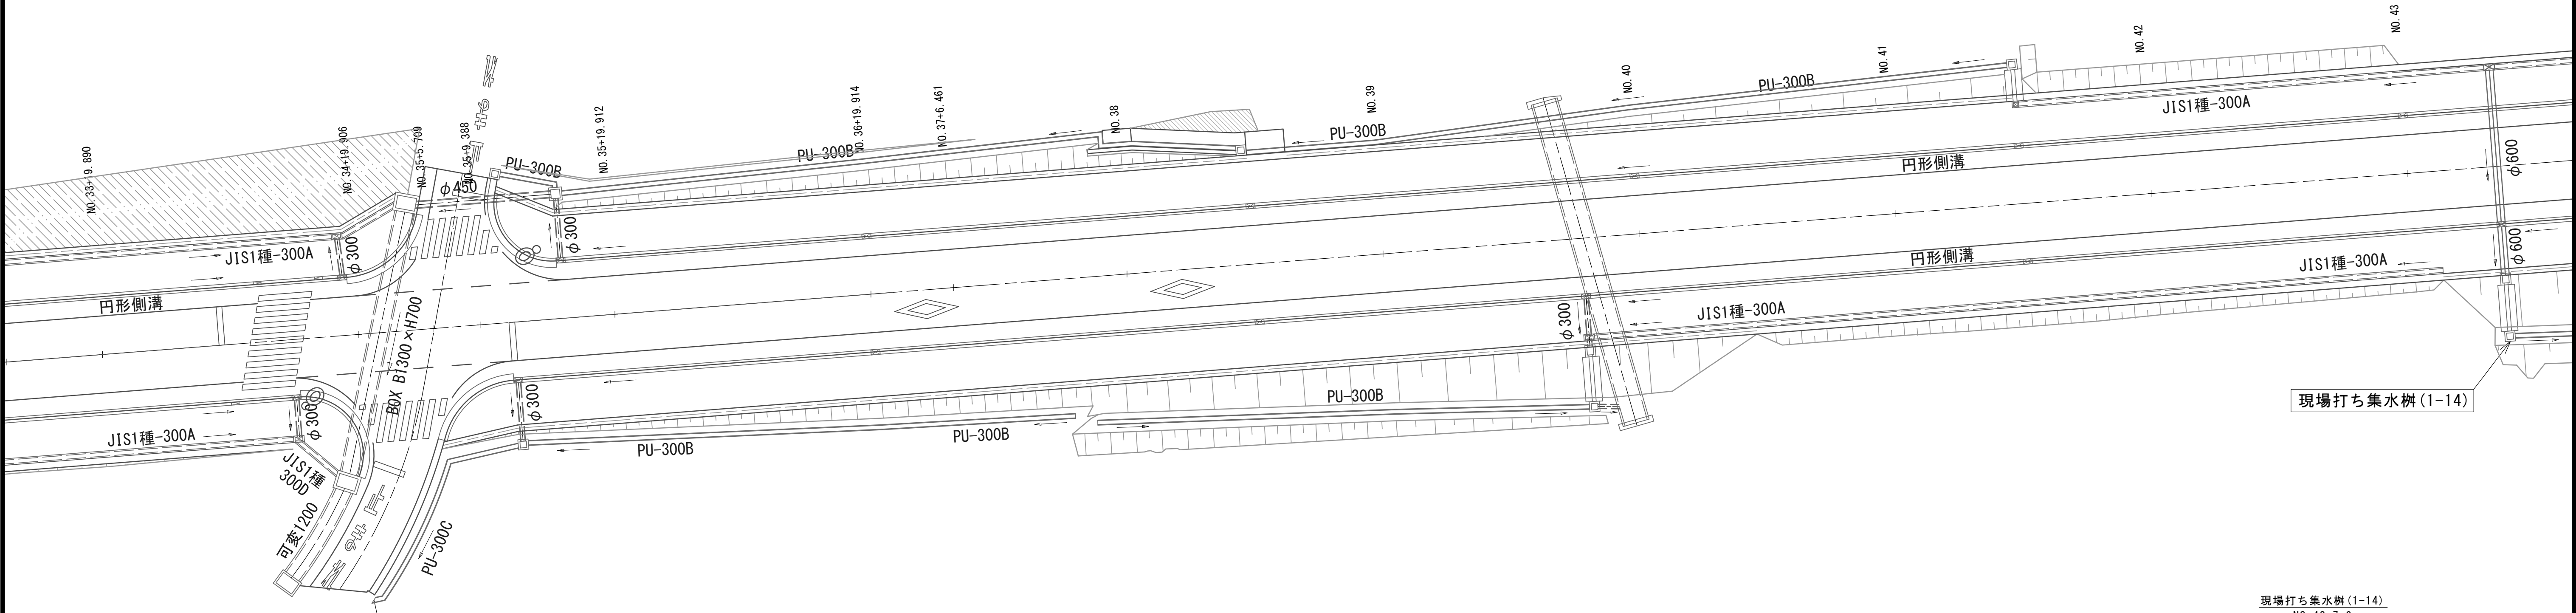 NO.33+19.890
NO.34+19.906
NO.35+5.709
NO.35+9.388
NO.35+19.912
NO.36+19.914
NO.37+6.461
NO.38
NO.39
NO.40
NO.41
NO.42
NO.43
PU-300B
PU-300B
PU-300B
PU-300B
JIS1種-300A
φ450
φ300
φ300
φ600
JIS1種-300A
円形側溝
円形側溝
円形側溝
φ600
JIS1種-300A
JIS1種-300A
BOX B1300×H700
φ300
φ300
φ300
JIS1種-300A
JIS1種
300D
可変1200
PU-300C
PU-300B
PU-300B
PU-300B
現場打ち集水桝(1-14)
現場打ち集水桝(1-14)